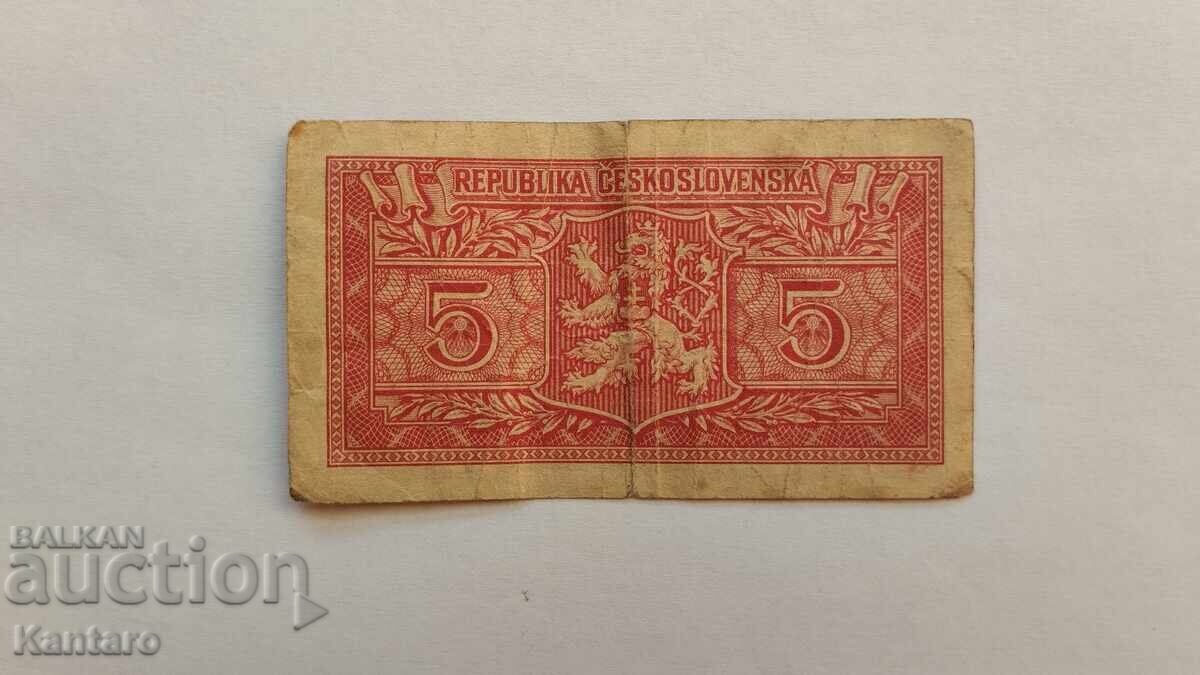 REPUBLIKA ČESKOSLOVENSKÁ
5 5
BALKAN
auction
Kantaro